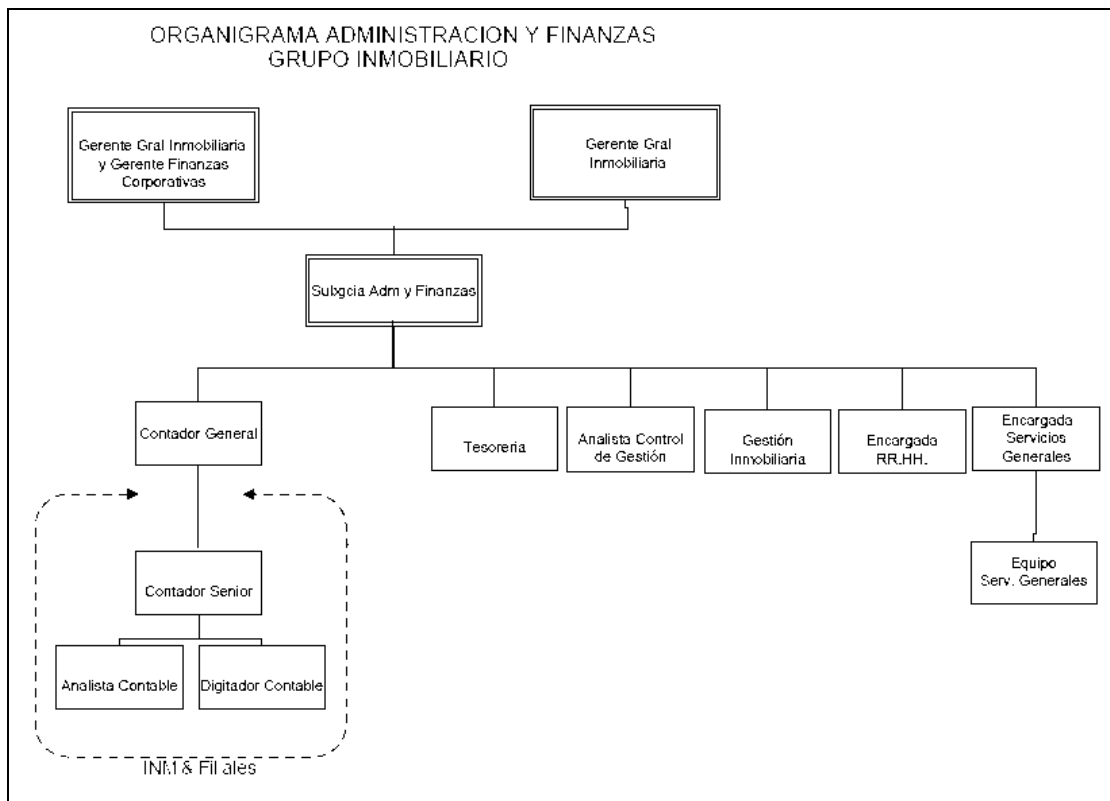 ORGANIGRAMA ADMINISTRACION Y FINANZAS
GRUPO INMOBILIARIO
Gerente Gral Inmobiliaria
y Gerente Finanzas
Corporativas
Gerente Gral
Inmobiliaria
Subgcia Adm y Finanzas
Contador General
Tesoreria
Analista Control
de Gestión
Gestión
Inmobiliaria
Encargada
RR.HH.
Encargada
Servicios
Generales
Contador Senior
Equipo
Serv. Generales
Analista Contable
Digitador Contable
INM & Filiales